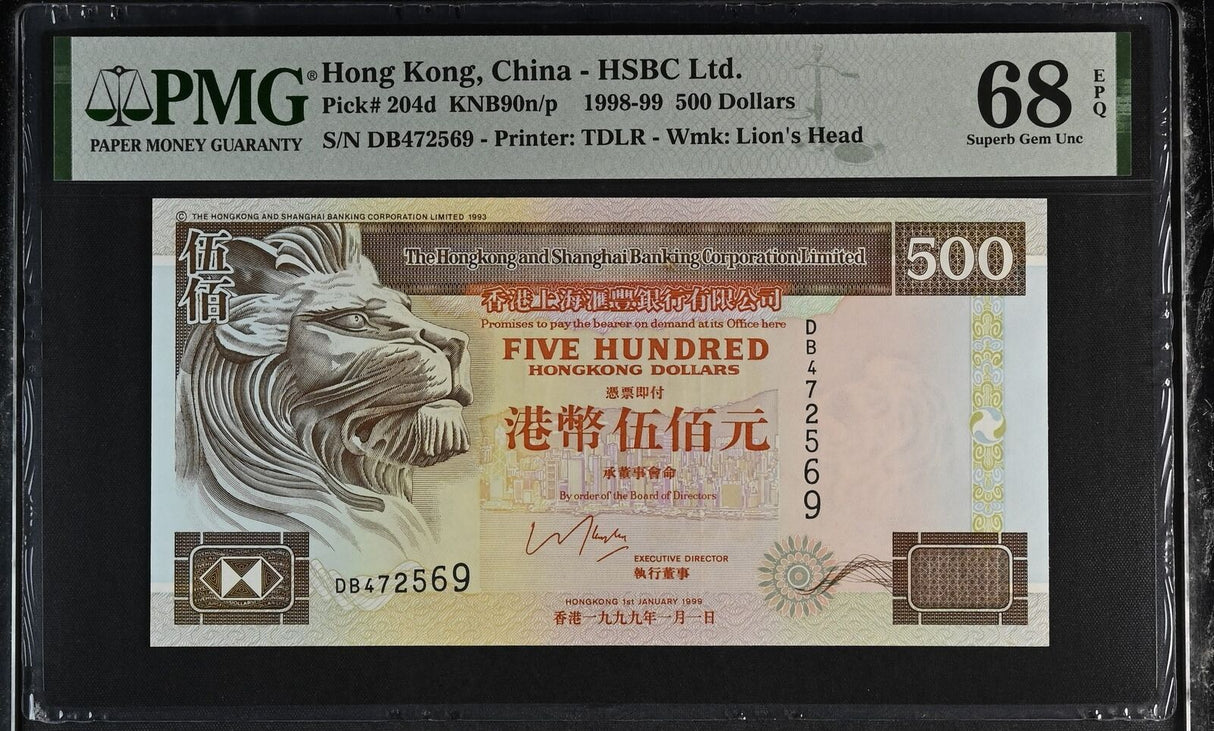 PMG® Hong Kong, China - HSBC Ltd.
Pick# 204d KNB90n/p 1998-99 500 Dollars
PAPER MONEY GUARANTY
S/N DB472569 - Printer: TDLR - Wmk: Lion's Head
68
EPQ
Superb Gem Unc
© THE HONGKONG AND SHANGHAI BANKING CORPORATION LIMITED 1993
伍佰
The Hongkong and Shanghai Banking Corporation Limited
500
香港上海滙豐銀行有限公司
Promises to pay the bearer on demand at its Office here
FIVE HUNDRED
HONGKONG DOLLARS
憑票即付
港幣伍佰元
承董事會命
By order of the Board of Directors
DB472569
EXECUTIVE DIRECTOR
執行董事
DB472569
HONGKONG 1st JANUARY 1999
香港一九九九年一月一日